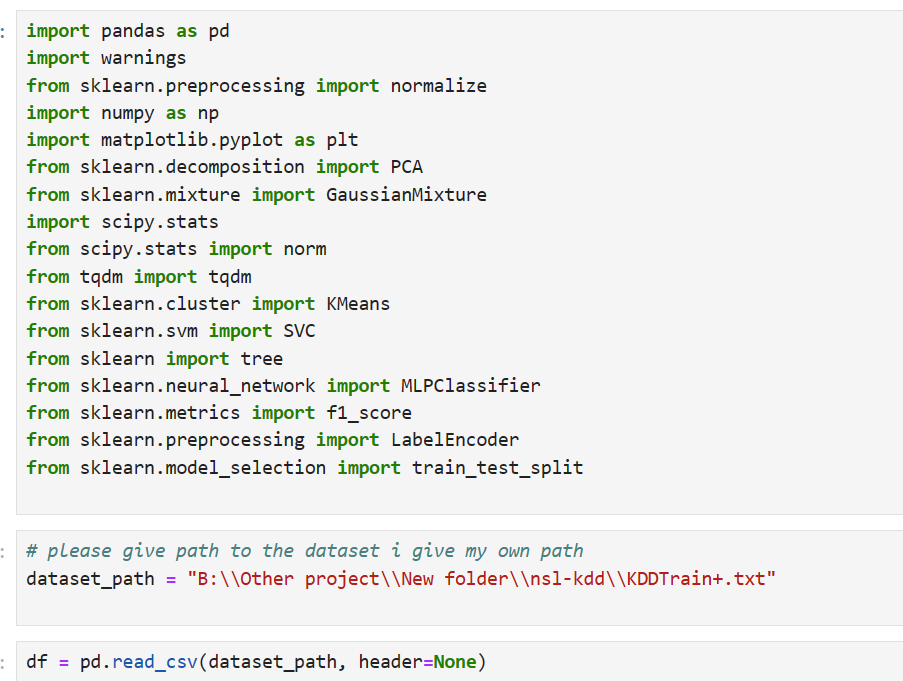 :
import pandas as pd
import warnings
from sklearn.preprocessing import normalize
import numpy as np
import matplotlib.pyplot as plt
from sklearn.decomposition import PCA
from sklearn.mixture import GaussianMixture
import scipy.stats
from scipy.stats import norm
from tqdm import tqdm
from sklearn.cluster import KMeans
from sklearn.svm import SVC
from sklearn import tree
from sklearn.neural_network import MLPClassifier
from sklearn.metrics import f1_score
from sklearn.preprocessing import LabelEncoder
from sklearn.model_selection import train_test_split
:
# please give path to the dataset i give my own path
dataset_path = "B:\\Other project\\New folder\\nsl-kdd\\KDDTrain+.txt"
:
df = pd.read_csv(dataset_path, header=None)